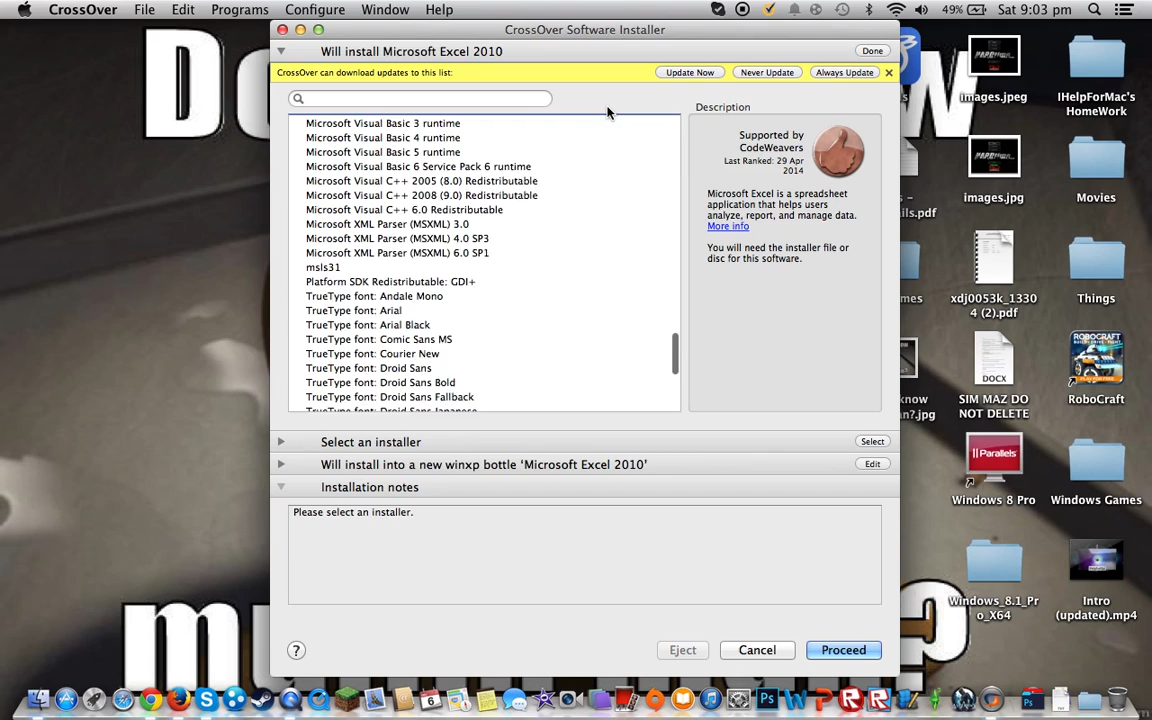 CrossOver File Edit Programs Configure Window Help
49% Sat 9:03 pm
CrossOver Software Installer
Will install Microsoft Excel 2010
Done
CrossOver can download updates to this list:
Update Now
Never Update
Always Update
Description
Microsoft Visual Basic 3 runtime
Microsoft Visual Basic 4 runtime
Microsoft Visual Basic 5 runtime
Microsoft Visual Basic 6 Service Pack 6 runtime
Microsoft Visual C++ 2005 (8.0) Redistributable
Microsoft Visual C++ 2008 (9.0) Redistributable
Microsoft Visual C++ 6.0 Redistributable
Microsoft XML Parser (MSXML) 3.0
Microsoft XML Parser (MSXML) 4.0 SP3
Microsoft XML Parser (MSXML) 6.0 SP1
msls31
Platform SDK Redistributable: GDI+
TrueType font: Andale Mono
TrueType font: Arial
TrueType font: Arial Black
TrueType font: Comic Sans MS
TrueType font: Courier New
TrueType font: Droid Sans
TrueType font: Droid Sans Bold
TrueType font: Droid Sans Fallback
TrueType font: Droid Sans Japanese
Supported by
CodeWeavers
Last Ranked: 29 Apr
2014
Microsoft Excel is a spreadsheet
application that helps users
analyze, report, and manage data.
More info
You will need the installer file or
disc for this software.
Select an installer
Select
Will install into a new winxp bottle ‘Microsoft Excel 2010’
Edit
Installation notes
Please select an installer.
?
Eject
Cancel
Proceed
images.jpeg
IHelpForMac's
HomeWork
images.jpg
Movies
xdj0053k_1330
4 (2).pdf
Things
DOCX
SIM MAZ DO
NOT DELETE
ROBOCRAFT
RoboCraft
Parallels
Windows 8 Pro
Windows Games
Windows_8.1_Pr
o_X64
Intro
(updated).mp4